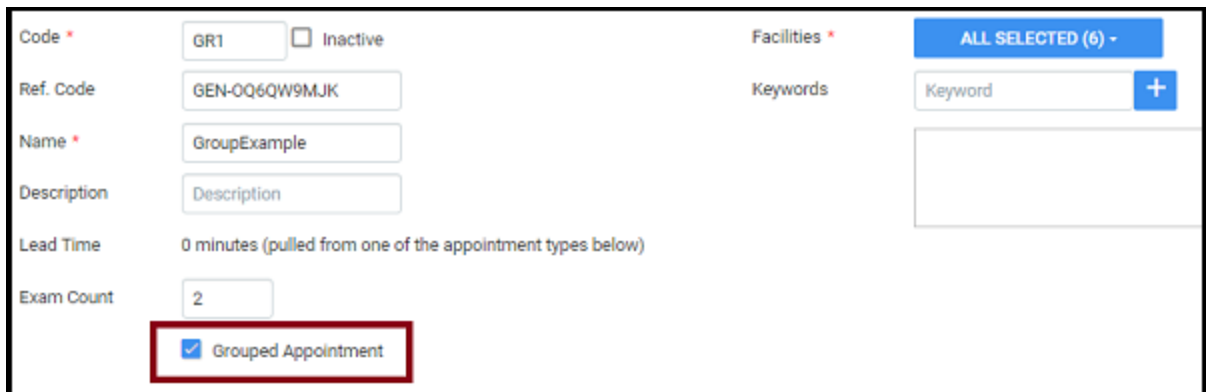 Code *
GR1
Inactive
Facilities *
ALL SELECTED (6)
Ref. Code
GEN-OQ6QW9MJK
Keywords
Keyword
+
Name *
GroupExample
Description
Description
Lead Time
0 minutes (pulled from one of the appointment types below)
Exam Count
2
Grouped Appointment